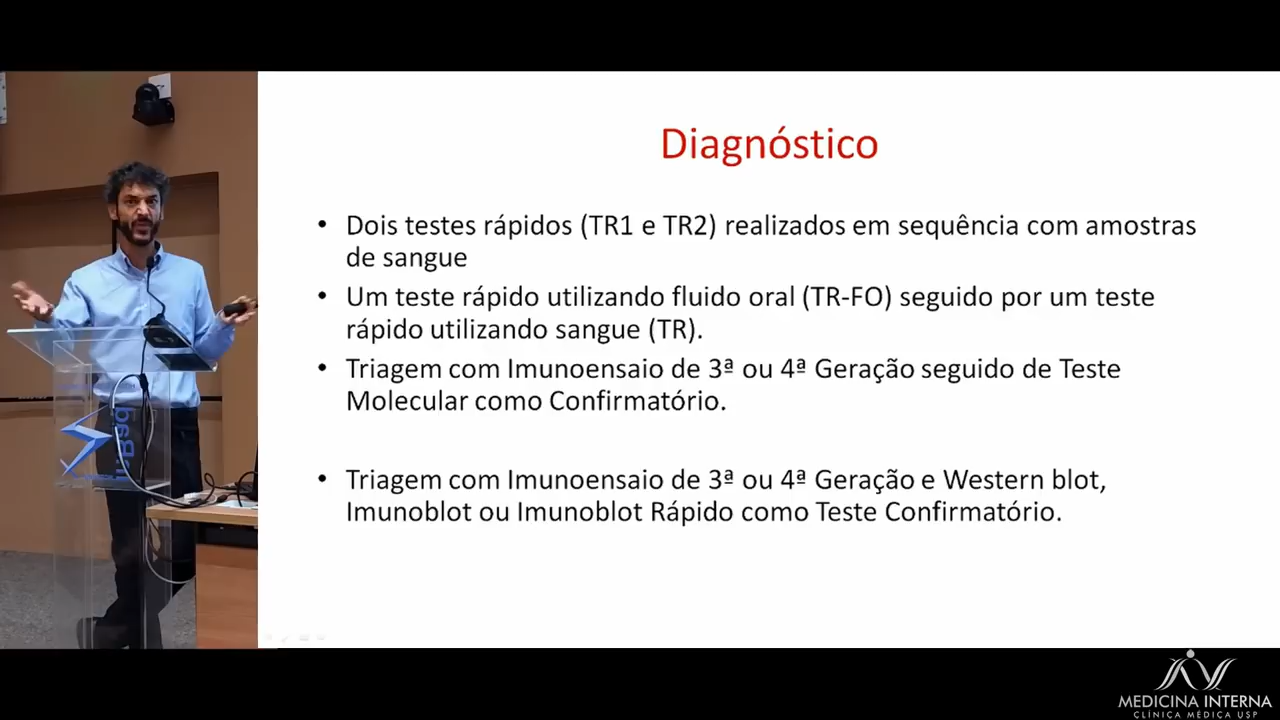 Diagnóstico
• Dois testes rápidos (TR1 e TR2) realizados em sequência com amostras
de sangue
• Um teste rápido utilizando fluido oral (TR-FO) seguido por um teste
rápido utilizando sangue (TR).
• Triagem com Imunoensaio de 3ª ou 4ª Geração seguido de Teste
Molecular como Confirmatório.
• Triagem com Imunoensaio de 3ª ou 4ª Geração e Western blot,
Imunoblot ou Imunoblot Rápido como Teste Confirmatório.
MEDICINA INTERNA
CLÍNICA MÉDICA USP